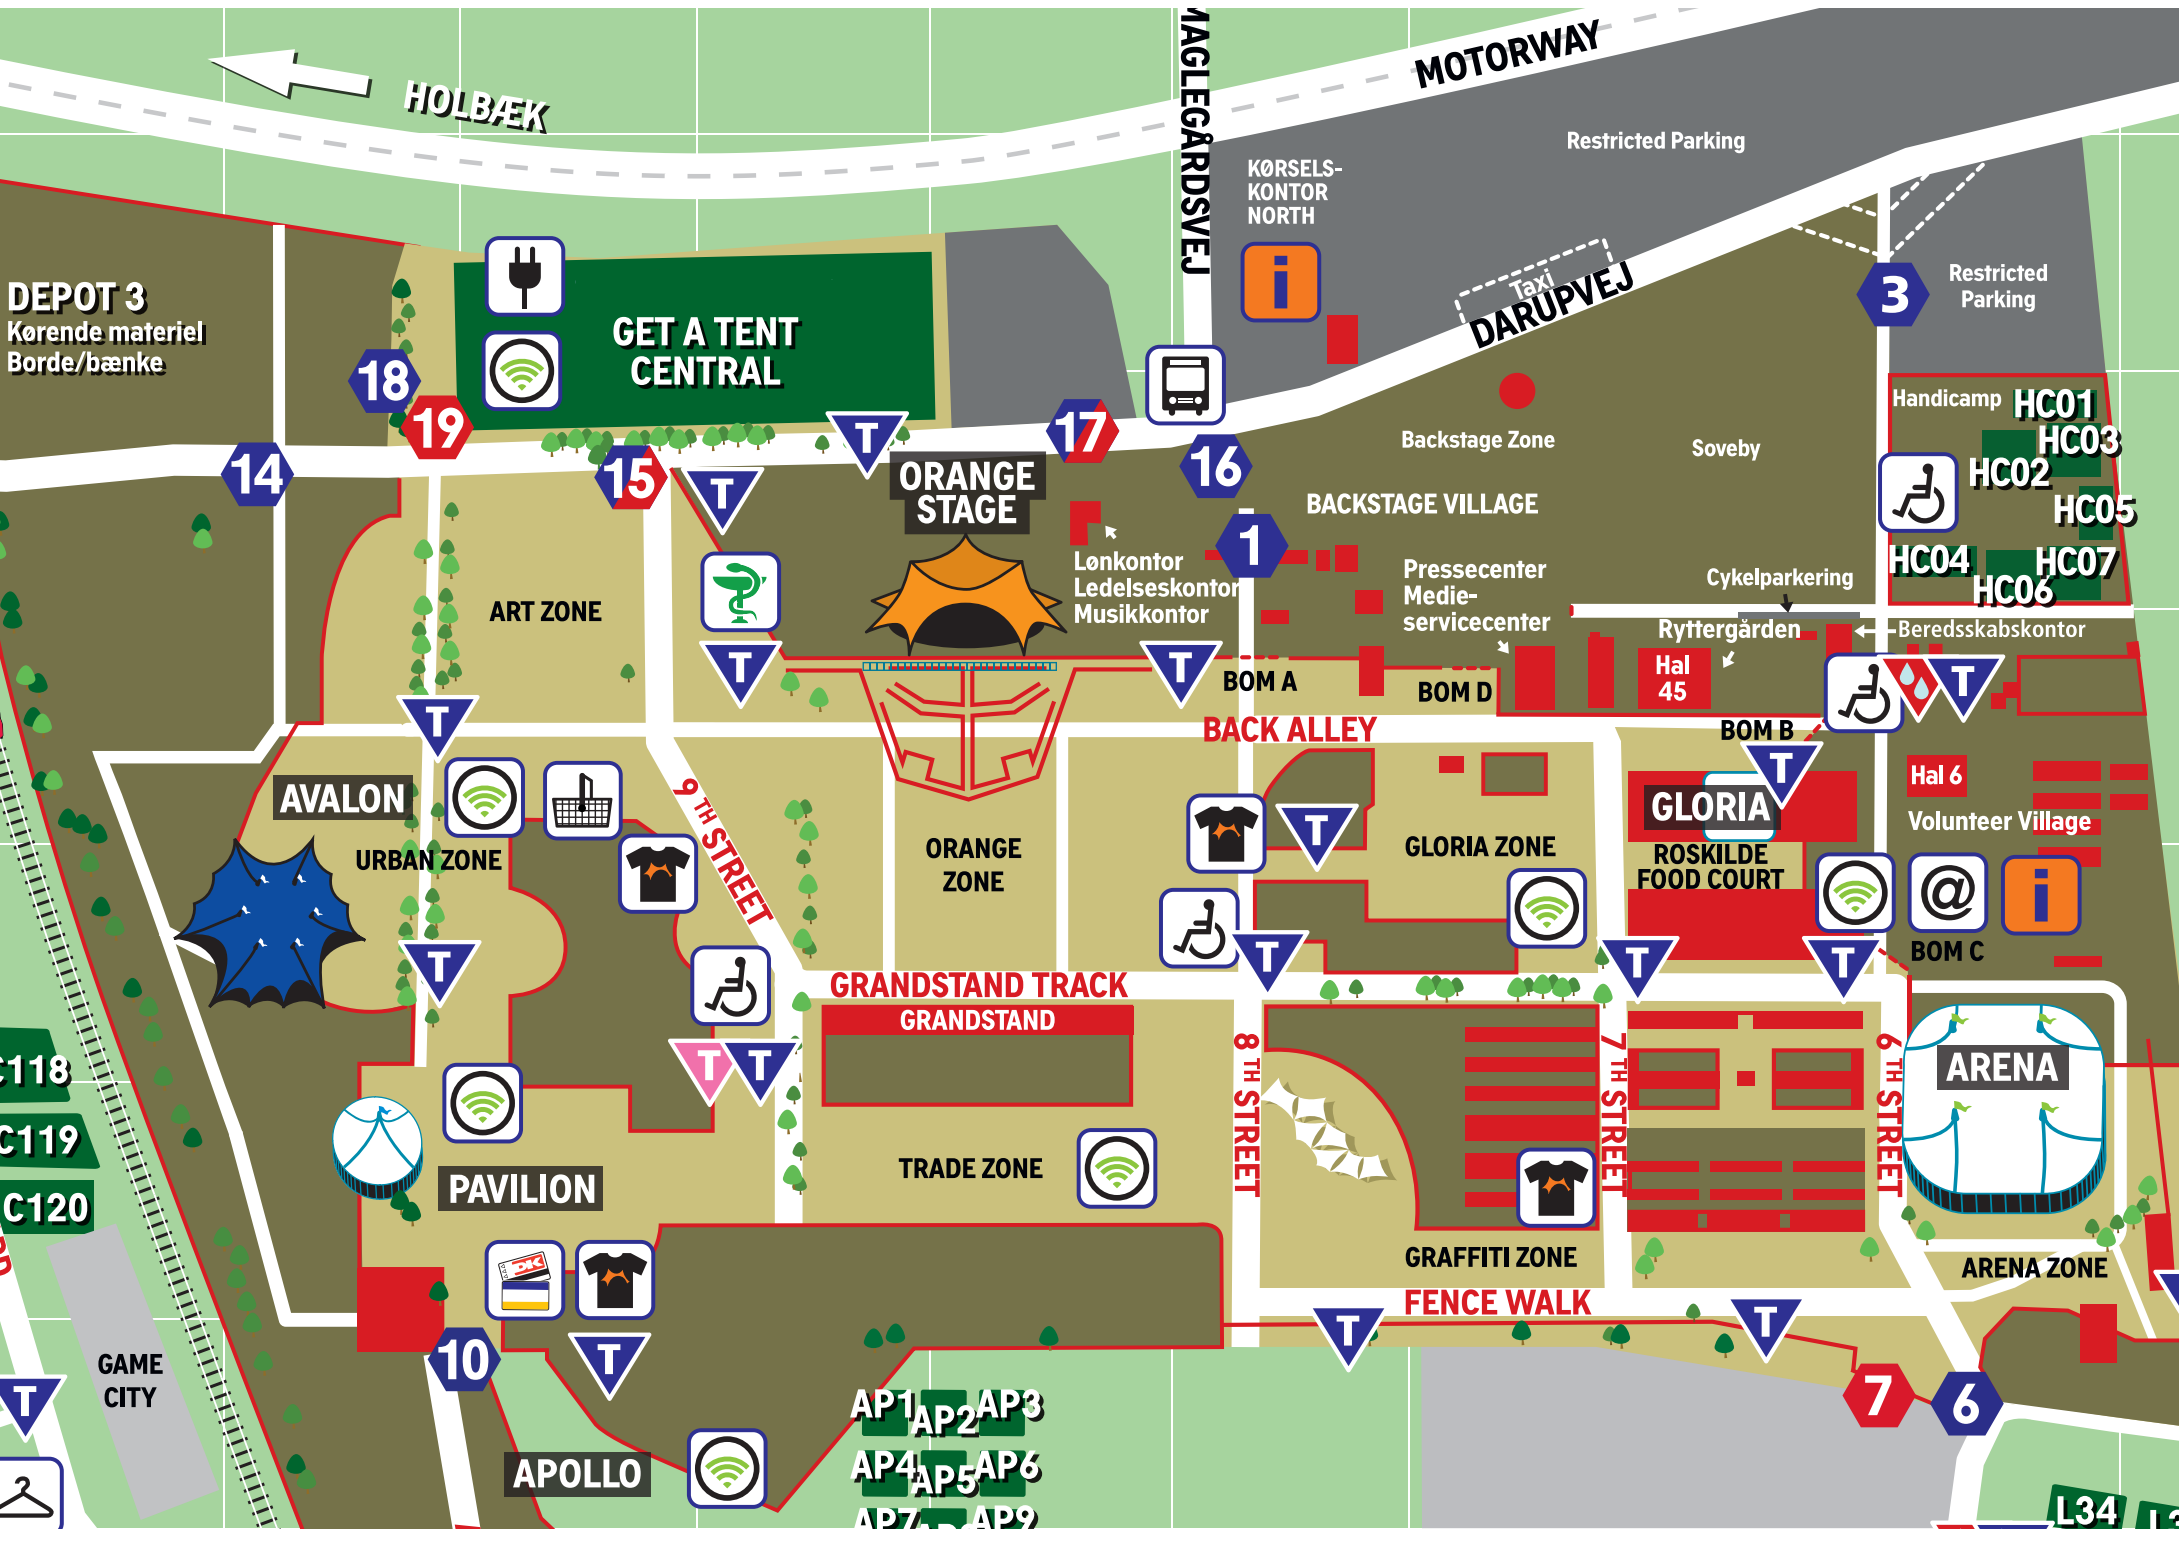 HOLBÆK
MAGLEGÅRDSVEJ
MOTORWAY
Restricted Parking
KØRSELS-
KONTOR
NORTH
i
Taxi
DARUPVEJ
3
Restricted
Parking
DEPOT 3
Kørende materiel
Borde/bænke
GET A TENT
CENTRAL
18
19
14
15
T
17
16
1
T
ORANGE
STAGE
Backstage Zone
Soveby
BACKSTAGE VILLAGE
Handicamp
HC01
HC03
HC02
HC05
HC04
HC07
HC06
Lønkontor
Ledelseskontor
Musikkontor
Pressecenter
Medie-
servicecenter
Cykelparkering
Ryttergården
Beredsskabskontor
Hal
45
ART ZONE
T
T
T
T
BOM A
BOM D
BACK ALLEY
BOM B
T
AVALON
URBAN ZONE
9TH STREET
ORANGE
ZONE
T
GLORIA ZONE
GLORIA
ROSKILDE
FOOD COURT
Hal 6
Volunteer Village
@
i
BOM C
T
T
T
T
GRANDSTAND TRACK
GRANDSTAND
T
T
8TH STREET
7TH STREET
6TH STREET
ARENA
C118
C119
C120
PAVILION
TRADE ZONE
GRAFFITI ZONE
ARENA ZONE
FENCE WALK
DK
T
T
T
10
GAME
CITY
T
7
6
APOLLO
AP1
AP2
AP3
AP4
AP5
AP6
AP7
AP9
L34